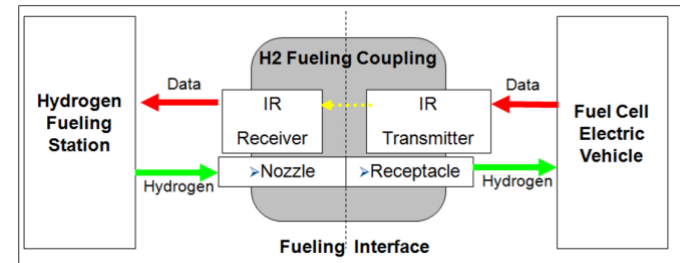 H2 Fueling Coupling
Data
Data
Hydrogen
Fueling
Station
IR
Receiver
IR
Transmitter
Fuel Cell
Electric
Vehicle
➢Nozzle
➢Receptacle
Hydrogen
Hydrogen
Fueling Interface